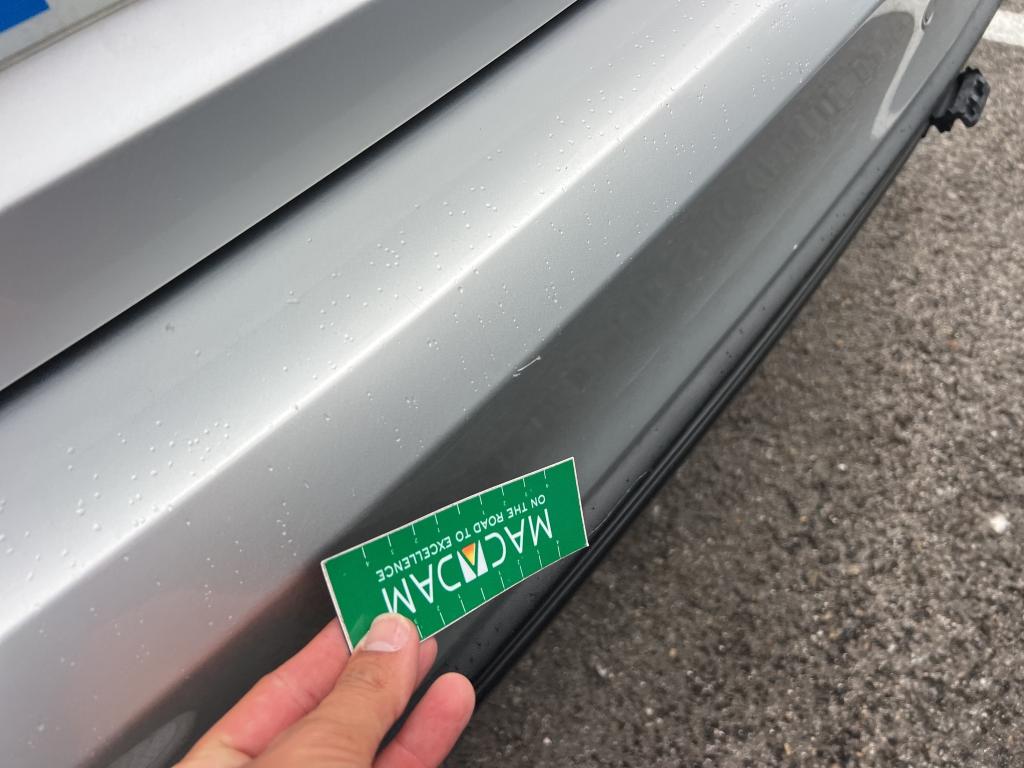 MACADAM
ON THE ROAD TO EXCELLENCE